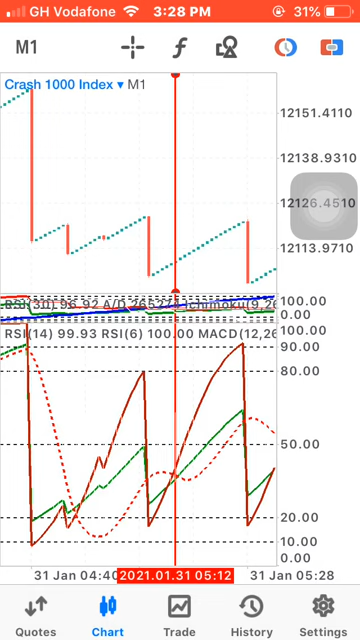 GH Vodafone 3:28 PM 31%
M1
Crash 1000 Index ▾ M1
12151.4110
12138.9310
12126.4510
12113.9710
100.00
0.00
RSI(14) 99.93 RSI(6) 100.00 MACD(12,26
100.00
90.00
80.00
50.00
20.00
10.00
0.00
31 Jan 04:40 2021.01.31 05:12 31 Jan 05:28
Quotes Chart Trade History Settings